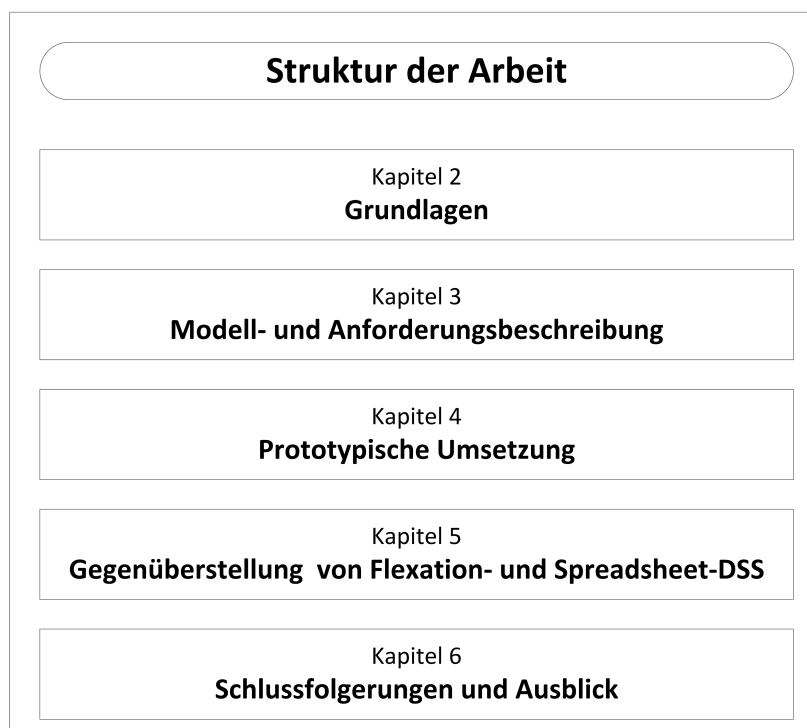 Struktur der Arbeit
Kapitel 2
Grundlagen
Kapitel 3
Modell- und Anforderungsbeschreibung
Kapitel 4
Prototypische Umsetzung
Kapitel 5
Gegenüberstellung von Flexation- und Spreadsheet-DSS
Kapitel 6
Schlussfolgerungen und Ausblick